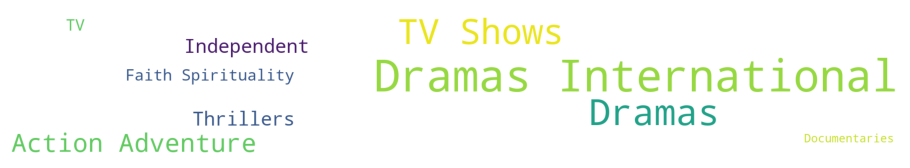 TV
TV Shows
Independent
Faith Spirituality
Dramas International
Thrillers
Dramas
Action Adventure
Documentaries